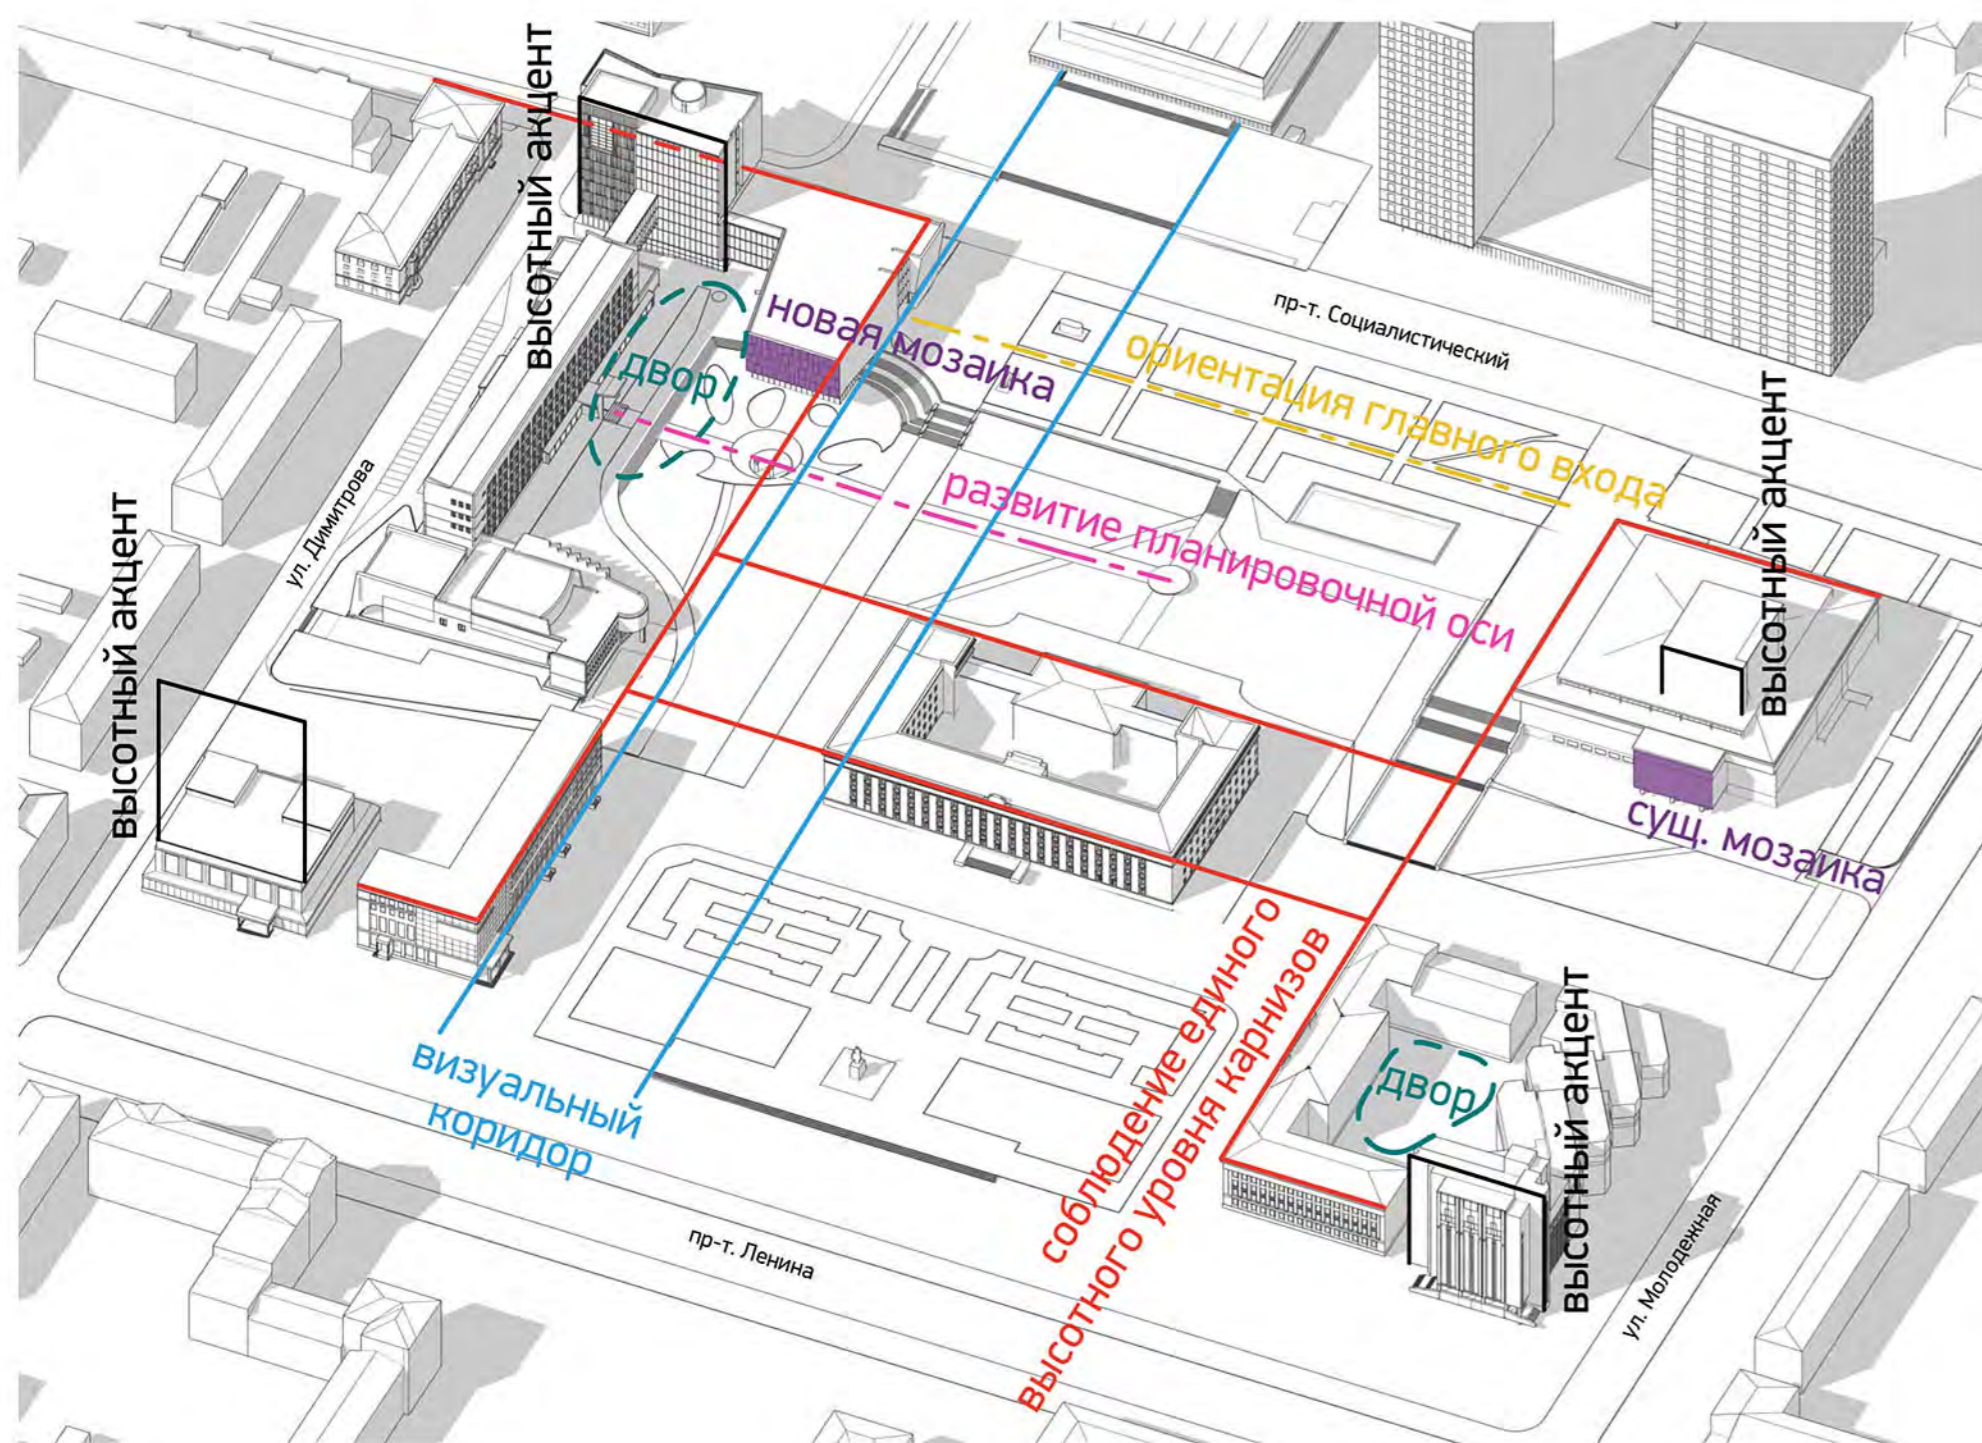 высотный акцент
новая мозаика
двор
пр-т. Социалистический
ориентация главного входа
развитие планировочной оси
высотный акцент
ул. Димитрова
высотный акцент
сущ. мозаика
визуальный
коридор
соблюдение единого
высотного уровня карнизов
двор
высотный акцент
пр-т. Ленина
ул. Молодежная